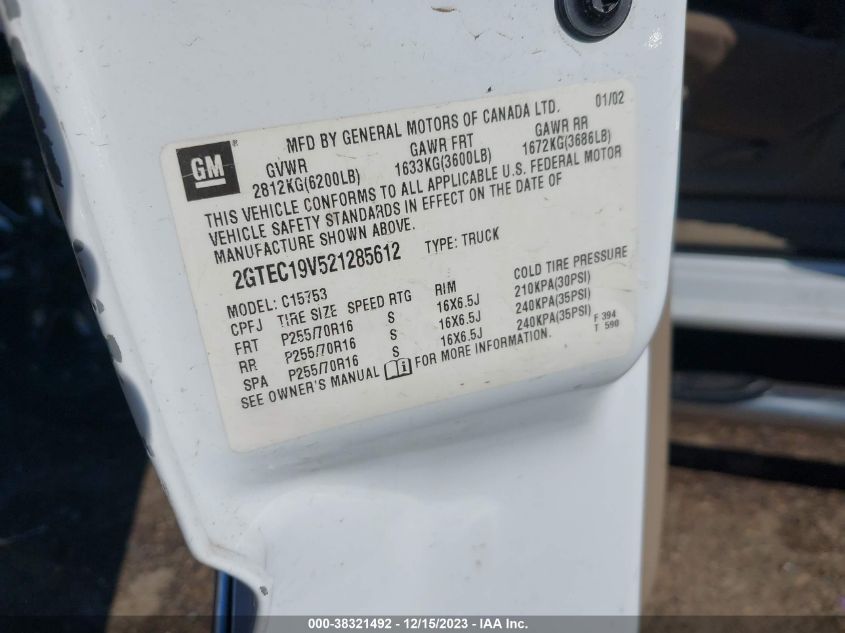 GM ®
MFD BY GENERAL MOTORS OF CANADA LTD. 01/02
GVWR GAWR FRT GAWR RR
2812KG(6200LB) 1633KG(3600LB) 1672KG(3686LB)
THIS VEHICLE CONFORMS TO ALL APPLICABLE U.S. FEDERAL MOTOR
VEHICLE SAFETY STANDARDS IN EFFECT ON THE DATE OF
MANUFACTURE SHOWN ABOVE.
2GTEC19V521285612 TYPE: TRUCK
MODEL: C15753
CPFJ TIRE SIZE SPEED RTG RIM COLD TIRE PRESSURE
FRT P255/70R16 S 16X6.5J 210KPA(30PSI)
RR P255/70R16 S 16X6.5J 240KPA(35PSI)
SPA P255/70R16 S 16X6.5J 240KPA(35PSI)
SEE OWNER'S MANUAL FOR MORE INFORMATION.
F 394
T 590
000-38321492 - 12/15/2023 - IAA Inc.